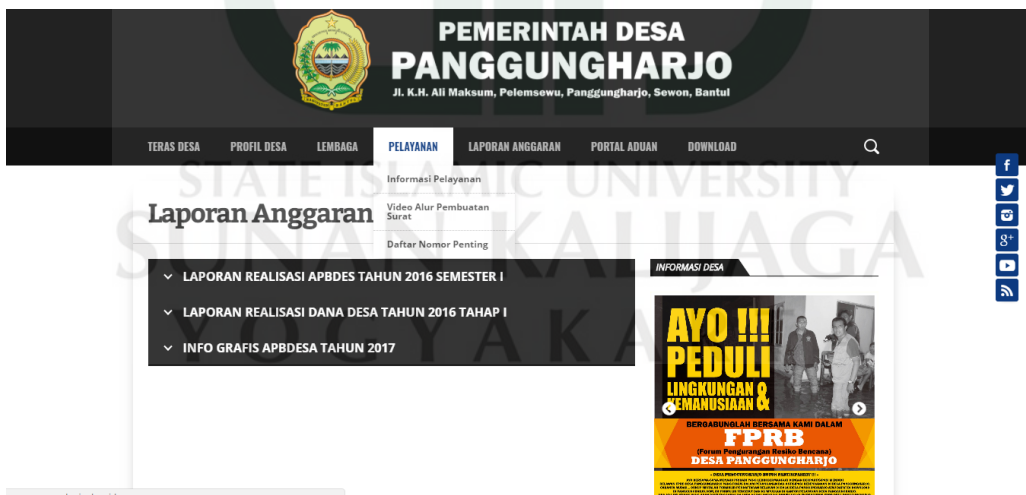 PEMERINTAH DESA
PANGGUNGHARJO
Jl. K.H. Ali Maksum, Pelemsewu, Panggungharjo, Sewon, Bantul
TERAS DESA PROFIL DESA LEMBAGA PELAYANAN LAPORAN ANGGARAN PORTAL ADUAN DOWNLOAD
Informasi Pelayanan
Video Alur Pembuatan
Surat
Daftar Nomor Penting
Laporan Anggaran
LAPORAN REALISASI APBDES TAHUN 2016 SEMESTER I
LAPORAN REALISASI DANA DESA TAHUN 2016 TAHAP I
INFO GRAFIS APBDESA TAHUN 2017
INFORMASI DESA
AYO !!!
PEDULI
LINGKUNGAN &
KEMANUSIAAN
BERGABUNGLAH BERSAMA KAMI DALAM
FPRB
(Forum Pengurangan Resiko Bencana)
DESA PANGGUNGHARJO
STATE ISLAMIC UNIVERSITY
SUNAN KALIJAGA
YOGYAKA